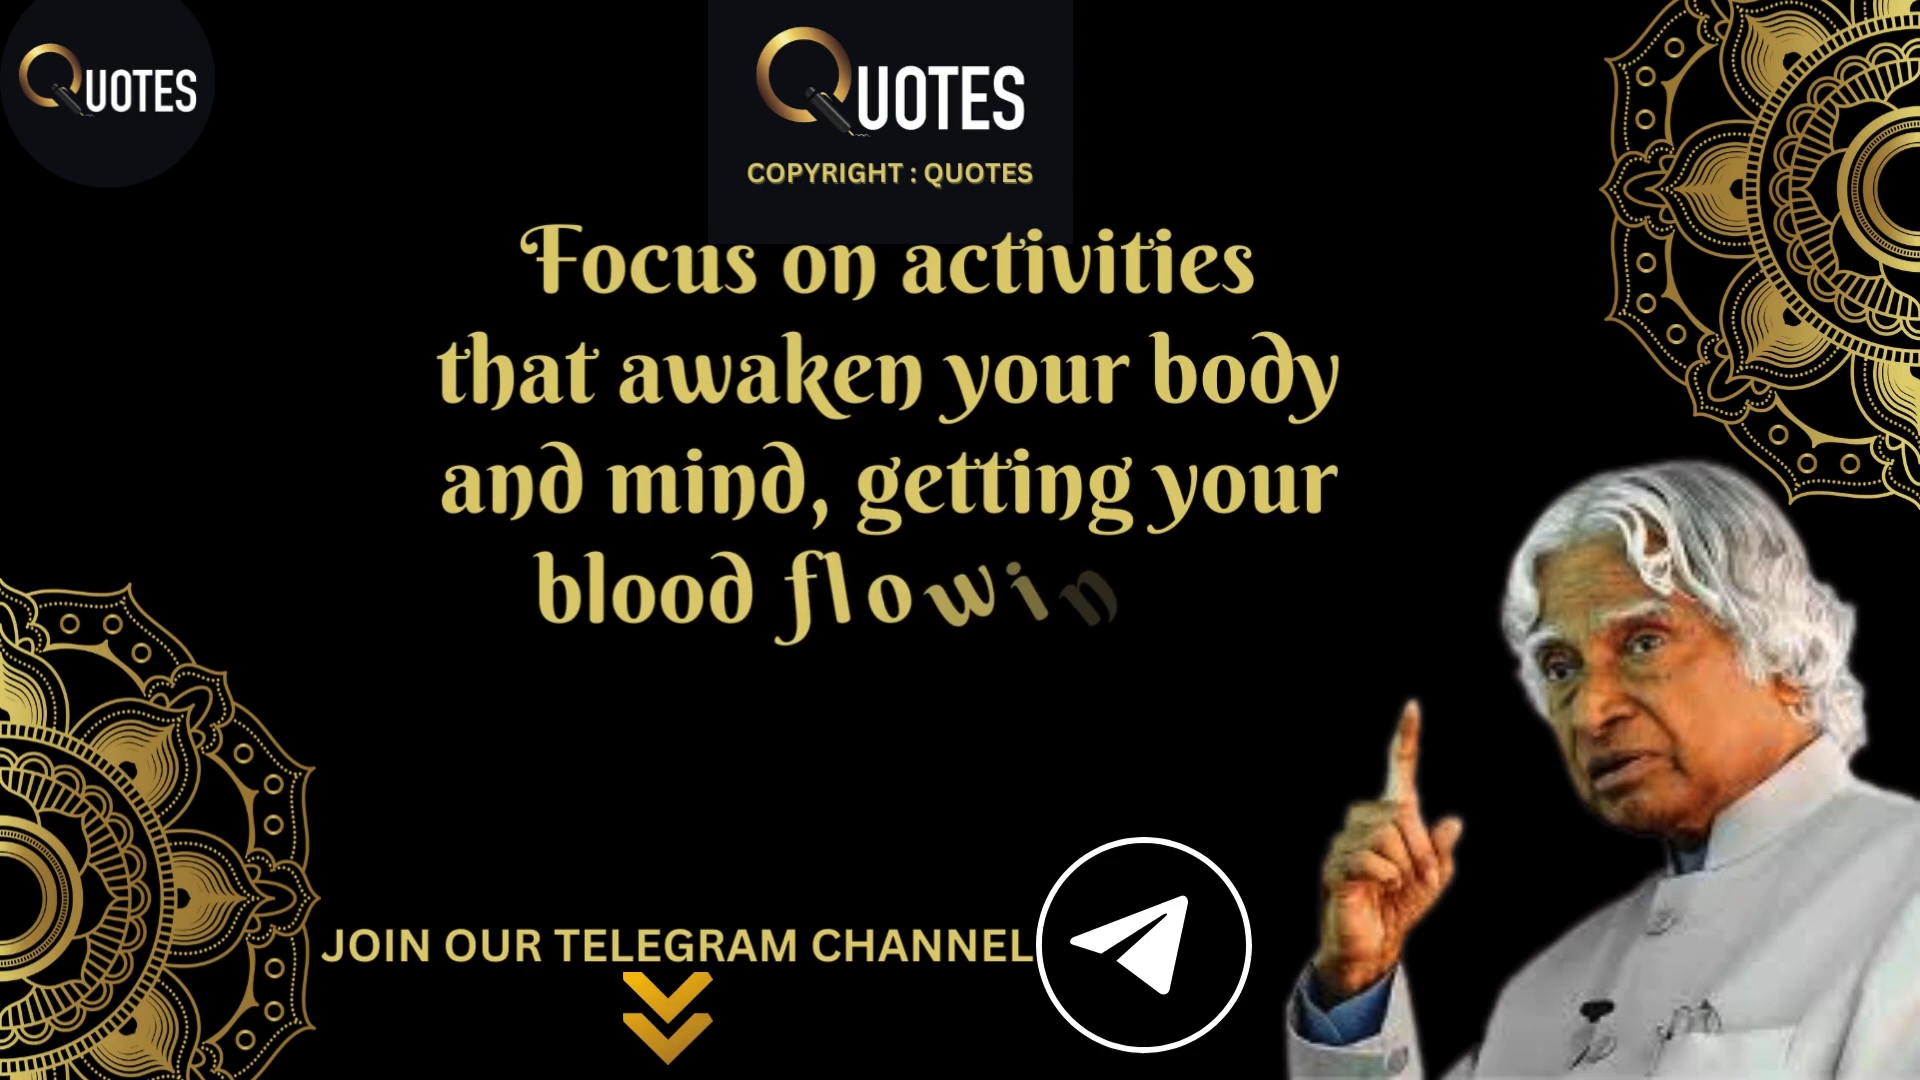 QUOTES
QUOTES
COPYRIGHT : QUOTES
Focus on activities
that awaken your body
and mind, getting your
blood flowin
JOIN OUR TELEGRAM CHANNEL